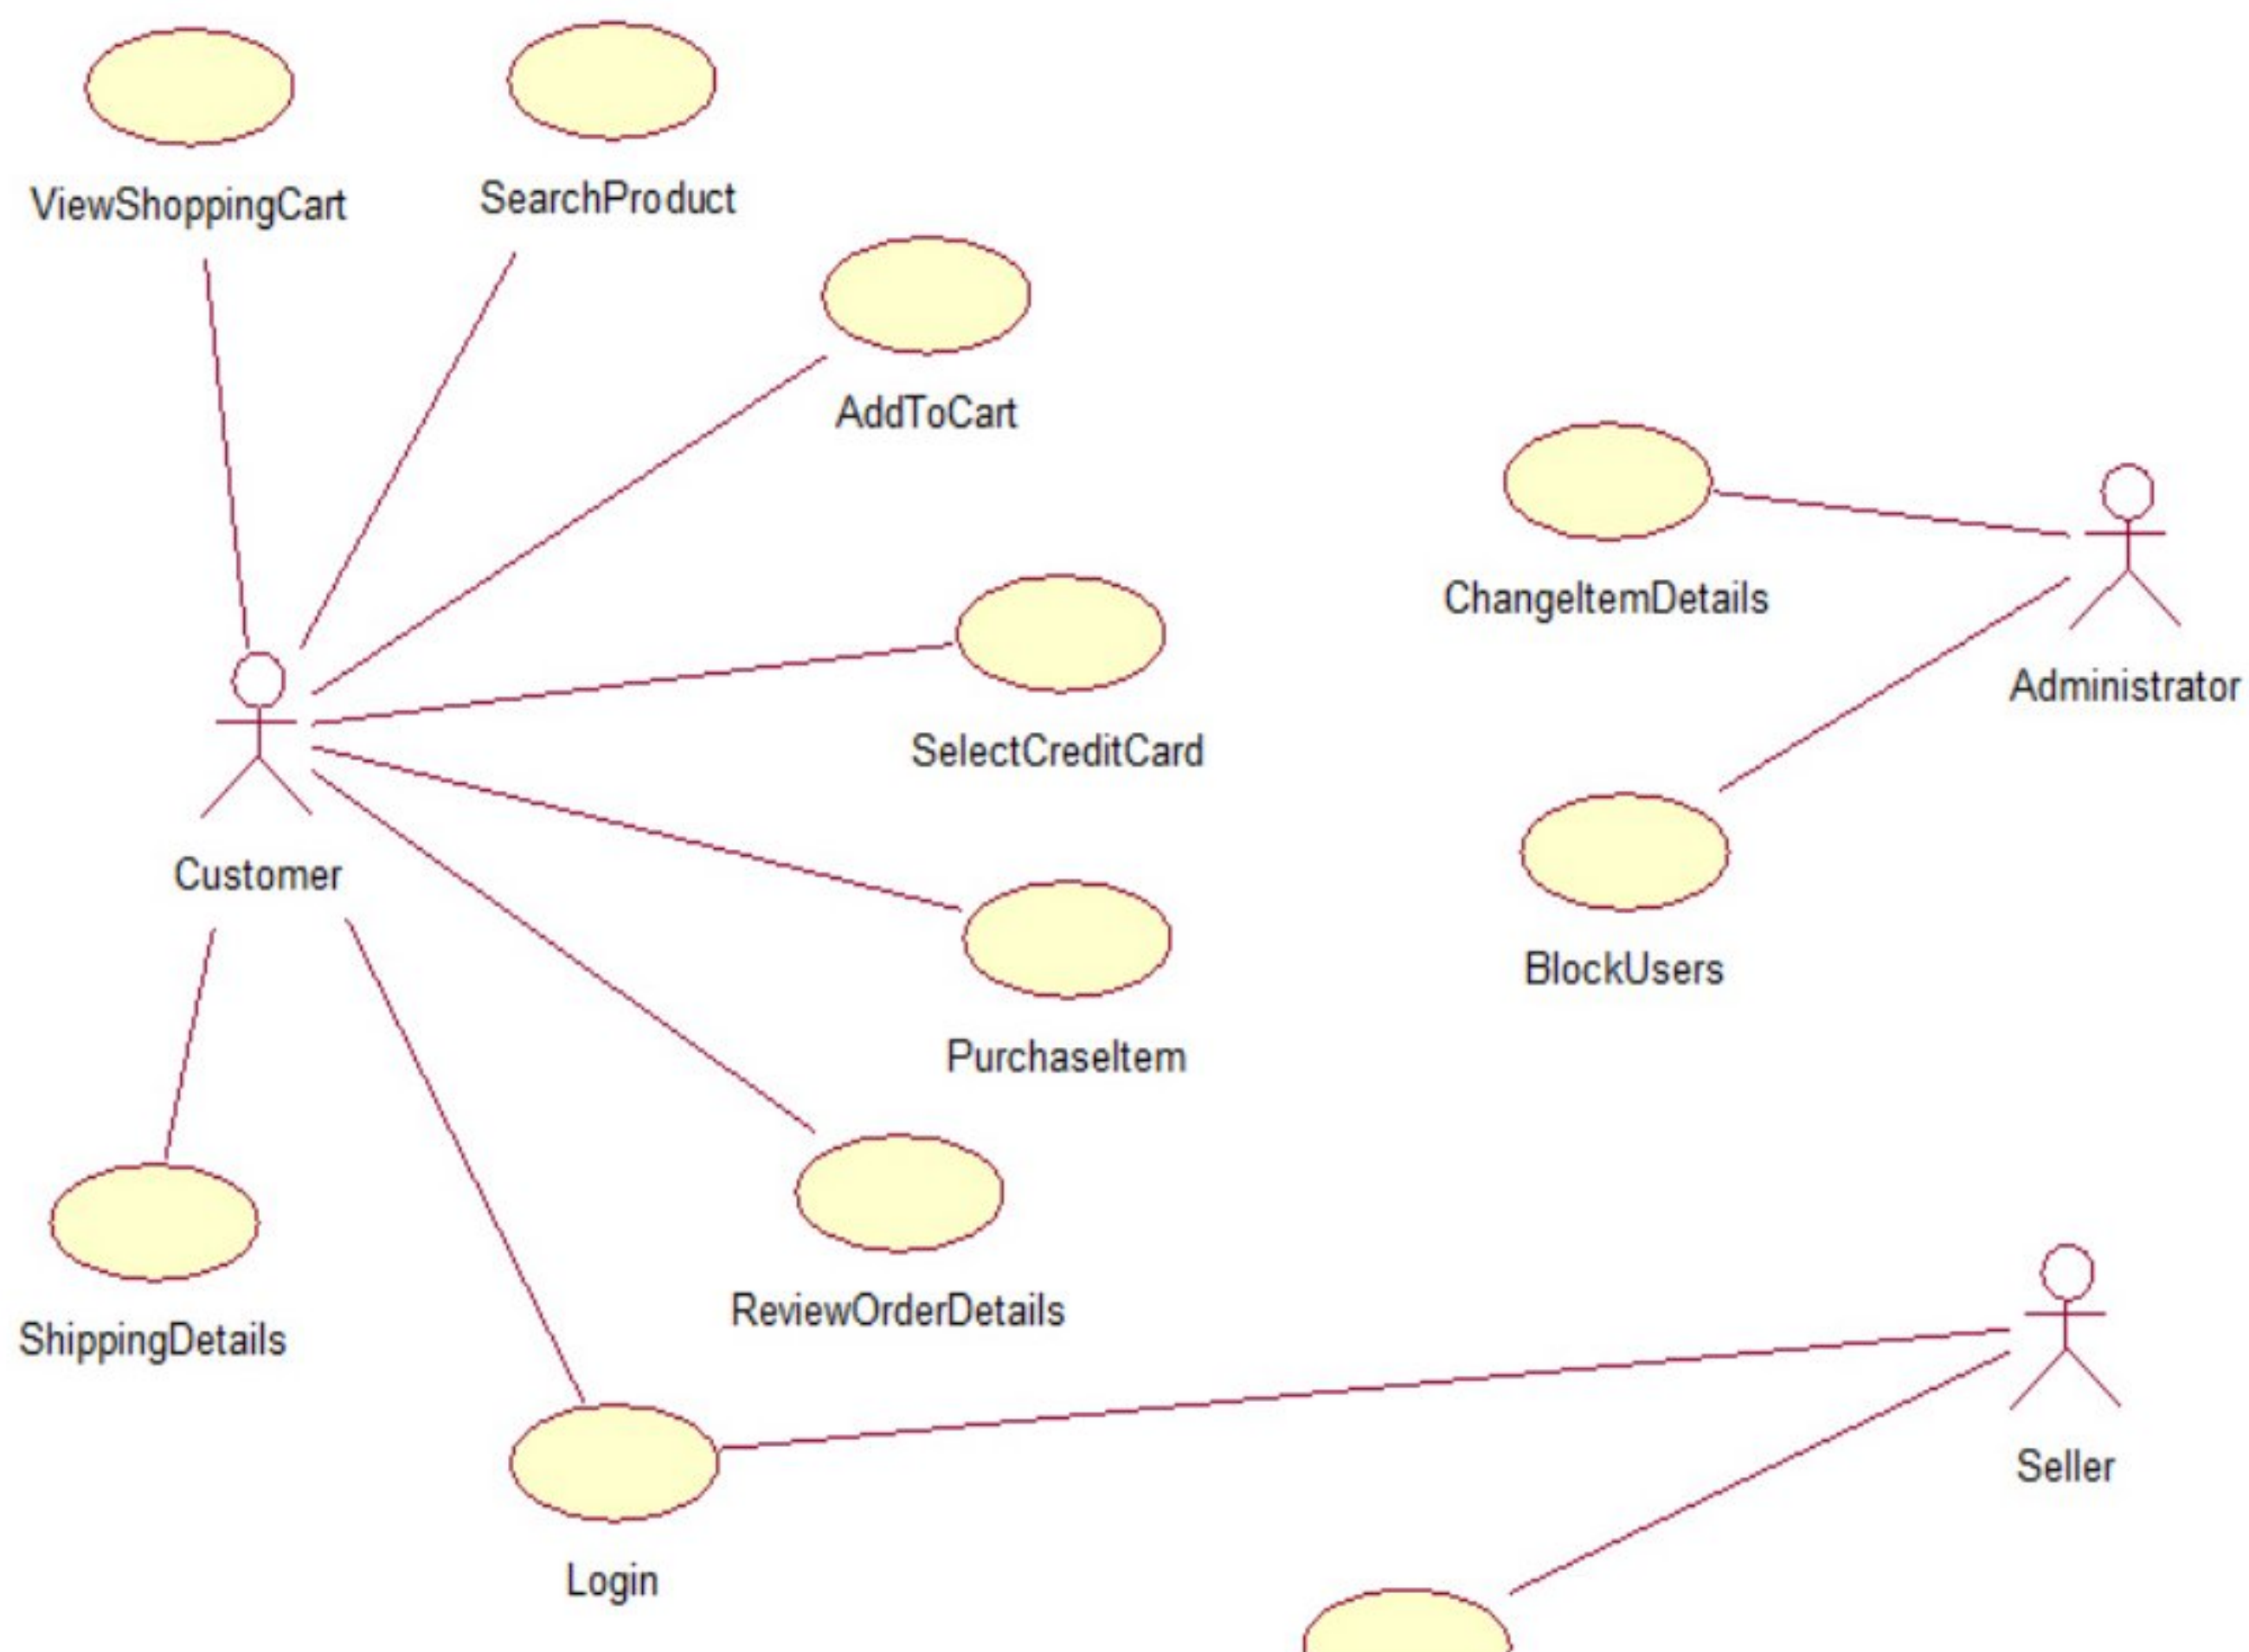 ViewShoppingCart
SearchProduct
AddToCart
ChangeItemDetails
Administrator
SelectCreditCard
Customer
BlockUsers
PurchaseItem
ReviewOrderDetails
ShippingDetails
Seller
Login